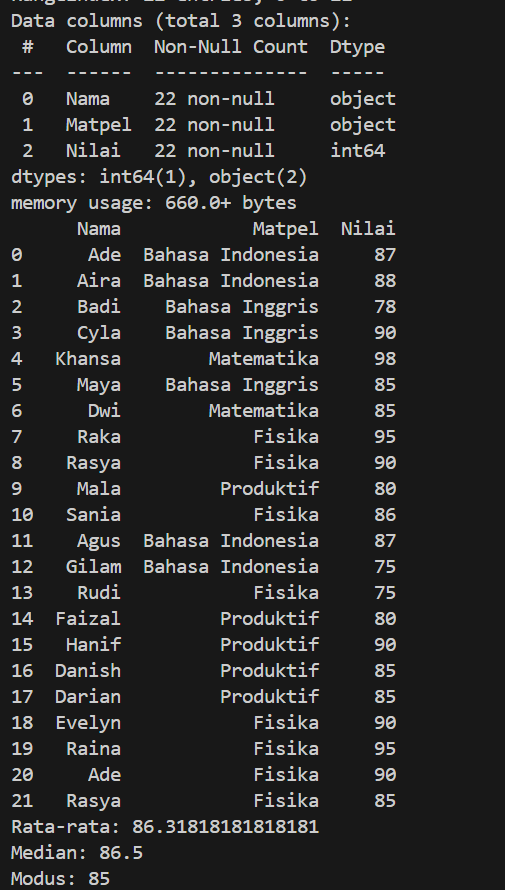 Data columns (total 3 columns):
 #   Column  Non-Null Count  Dtype
---  ------  --------------  -----
 0   Nama    22 non-null     object
 1   Matpel  22 non-null     object
 2   Nilai   22 non-null     int64
dtypes: int64(1), object(2)
memory usage: 660.0+ bytes
      Nama            Matpel  Nilai
0      Ade  Bahasa Indonesia     87
1     Aira  Bahasa Indonesia     88
2     Badi    Bahasa Inggris     78
3     Cyla    Bahasa Inggris     90
4   Khansa        Matematika     98
5     Maya    Bahasa Inggris     85
6      Dwi        Matematika     85
7     Raka            Fisika     95
8    Rasya            Fisika     90
9     Mala         Produktif     80
10   Sania            Fisika     86
11    Agus  Bahasa Indonesia     87
12   Gilam  Bahasa Indonesia     75
13    Rudi            Fisika     75
14  Faizal         Produktif     80
15   Hanif         Produktif     90
16  Danish         Produktif     85
17  Darian         Produktif     85
18  Evelyn            Fisika     90
19   Raina            Fisika     95
20     Ade            Fisika     90
21   Rasya            Fisika     85
Rata-rata: 86.31818181818181
Median: 86.5
Modus: 85